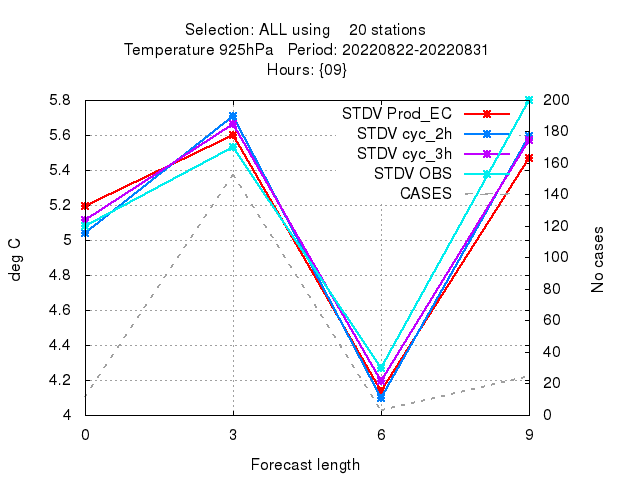 Selection: ALL using    20 stations
Temperature 925hPa   Period: 20220822-20220831
Hours: {09}
5.8
5.6
5.4
5.2
5
4.8
4.6
4.4
4.2
4
deg C
STDV Prod_EC
STDV cyc_2h
STDV cyc_3h
STDV OBS
CASES
200
180
160
140
120
100
80
60
40
20
0
No cases
0 3 6 9
Forecast length